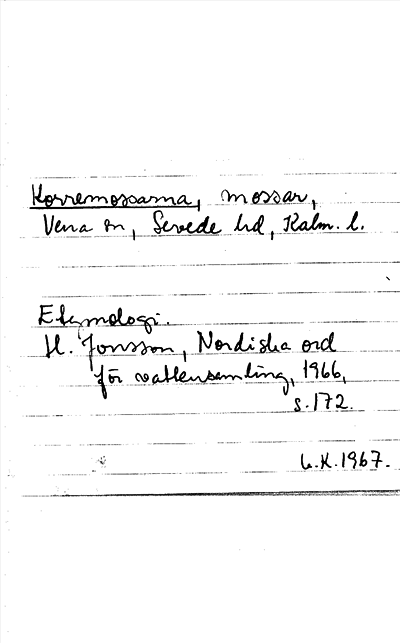 Korremossarna, mossar,
Vena sn, Sevede hd, Kalm. l.
Etymologi.
H. Jonsson, Nordiska ord
för vattensamling, 1966,
s. 172.
L.K. 1967.